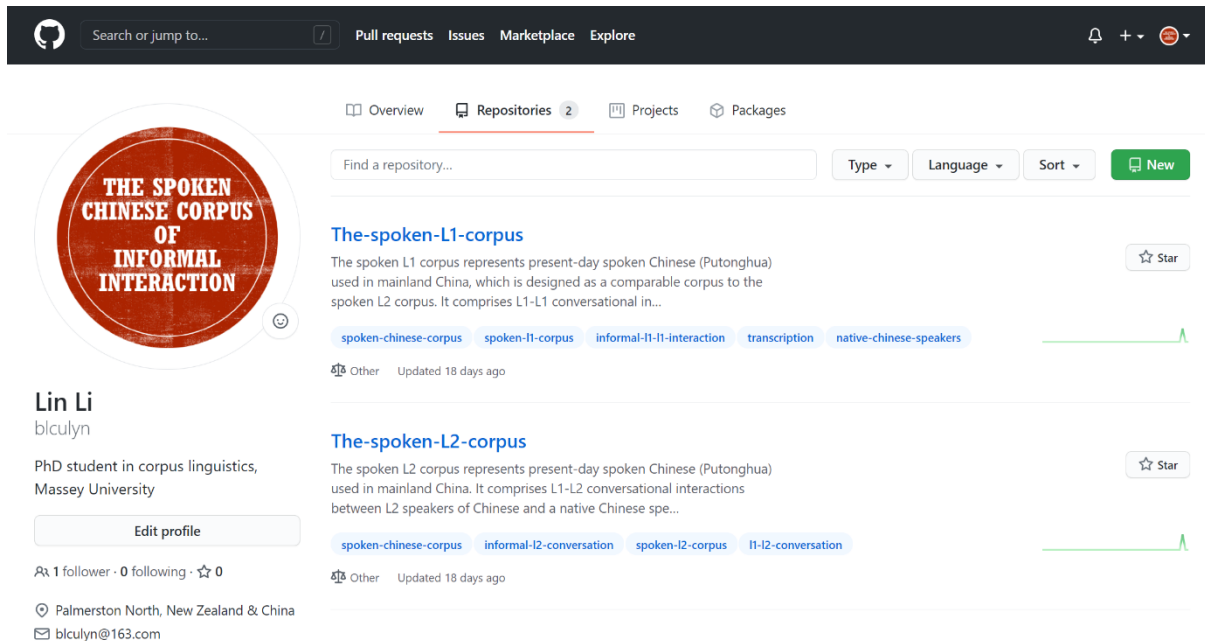 Search or jump to... /
Pull requests Issues Marketplace Explore
Overview Repositories 2 Projects Packages
Find a repository... Type Language Sort New
THE SPOKEN
CHINESE CORPUS
OF
INFORMAL
INTERACTION
Lin Li
blculyn
PhD student in corpus linguistics,
Massey University
Edit profile
1 follower · 0 following · 0
Palmerston North, New Zealand & China
blculyn@163.com
The-spoken-L1-corpus
Star
The spoken L1 corpus represents present-day spoken Chinese (Putonghua)
used in mainland China, which is designed as a comparable corpus to the
spoken L2 corpus. It comprises L1-L1 conversational in...
spoken-chinese-corpus spoken-l1-corpus informal-l1-l1-interaction transcription native-chinese-speakers
Other Updated 18 days ago
The-spoken-L2-corpus
Star
The spoken L2 corpus represents present-day spoken Chinese (Putonghua)
used in mainland China. It comprises L1-L2 conversational interactions
between L2 speakers of Chinese and a native Chinese spe...
spoken-chinese-corpus informal-l2-conversation spoken-l2-corpus l1-l2-conversation
Other Updated 18 days ago